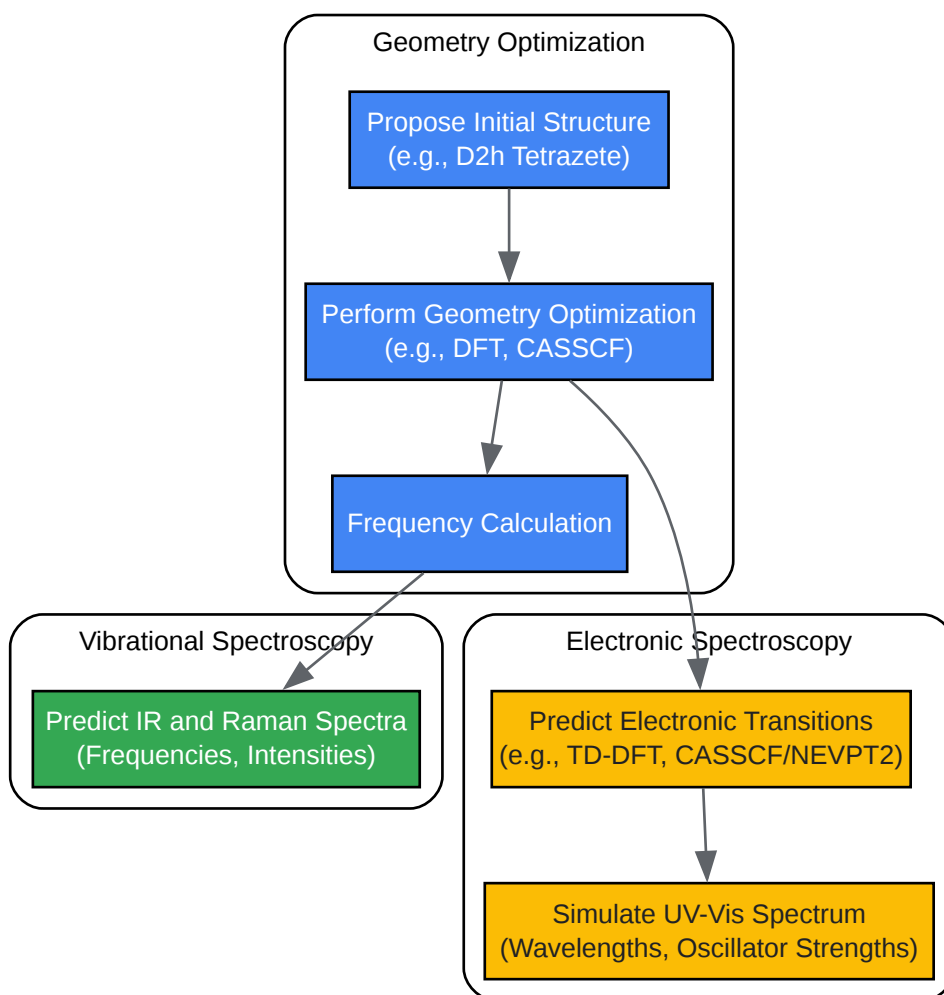 Geometry Optimization
Propose Initial Structure
(e.g., D2h Tetrazete)
Perform Geometry Optimization
(e.g., DFT, CASSCF)
Frequency Calculation
Vibrational Spectroscopy
Predict IR and Raman Spectra
(Frequencies, Intensities)
Electronic Spectroscopy
Predict Electronic Transitions
(e.g., TD-DFT, CASSCF/NEVPT2)
Simulate UV-Vis Spectrum
(Wavelengths, Oscillator Strengths)